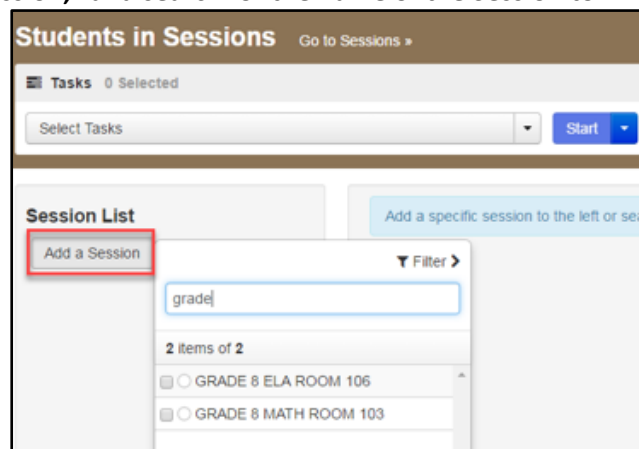 Students in Sessions Go to Sessions »
Tasks 0 Selected
Select Tasks
Start
Session List
Add a specific session to the left or
Add a Session
Filter
grade
2 items of 2
GRADE 8 ELA ROOM 106
GRADE 8 MATH ROOM 103